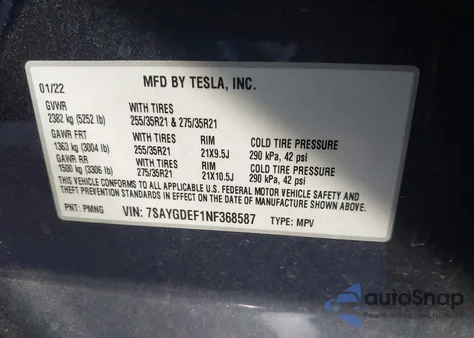 MFD BY TESLA, INC.
01/22
GVWR WITH TIRES
2382 kg (5252 lb) 255/35R21 & 275/35R21
GAWR FRT WITH TIRES RIM COLD TIRE PRESSURE
1363 kg (3004 lb) 255/35R21 21X9.5J 290 kPa, 42 psi
GAWR RR WITH TIRES RIM COLD TIRE PRESSURE
1500 kg (3306 lb) 275/35R21 21X10.5J 290 kPa, 42 psi
THIS VEHICLE CONFORMS TO ALL APPLICABLE U.S. FEDERAL MOTOR VEHICLE SAFETY AND
THEFT PREVENTION STANDARDS IN EFFECT ON THE DATE OF MANUFACTURE SHOWN ABOVE.
PNT: PMNG VIN: 7SAYGDEF1NF368587 TYPE: MPV
autoSnap